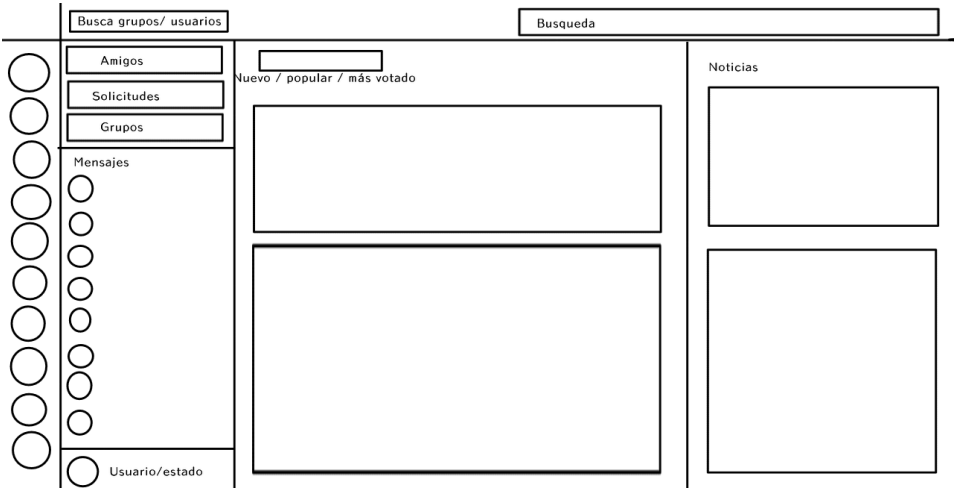 Busca grupos/ usuarios
Busqueda
Amigos
Solicitudes
Grupos
Mensajes
Usuario/estado
Nuevo / popular / más votado
Noticias